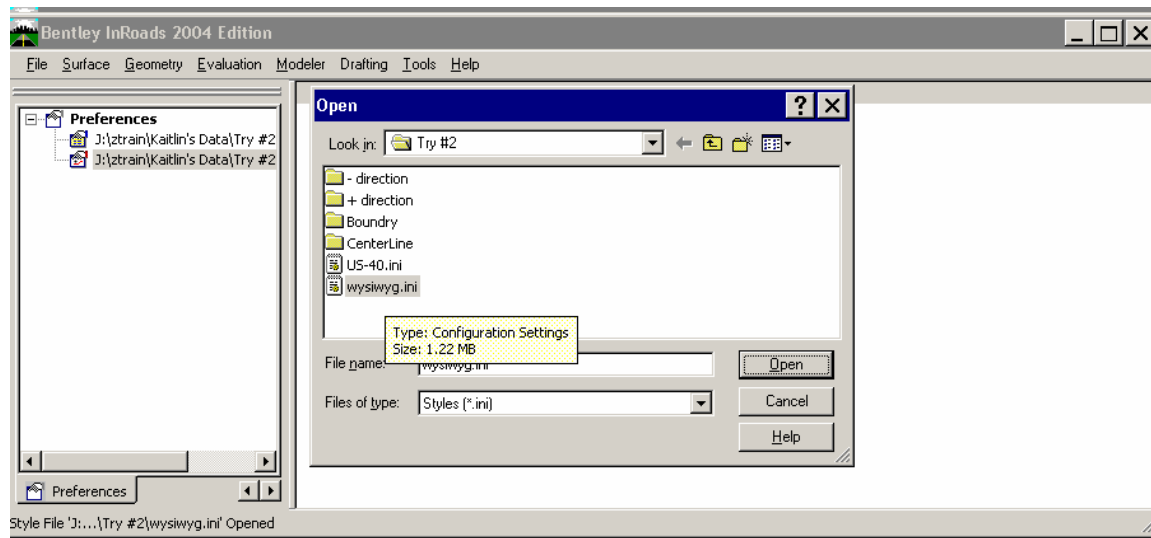 Bentley InRoads 2004 Edition
File Surface Geometry Evaluation Modeler Drafting Tools Help
Preferences
J:\ztrain\Kaitlin's Data\Try #2
J:\ztrain\Kaitlin's Data\Try #2
Preferences
Open
Look in: Try #2
- direction
+ direction
Boundry
CenterLine
US-40.ini
wysiwyg.ini
Type: Configuration Settings
Size: 1.22 MB
File name: wysiwyg.ini Open
Files of type: Styles (*.ini) Cancel
Help
Style File 'J:...\Try #2\wysiwyg.ini' Opened